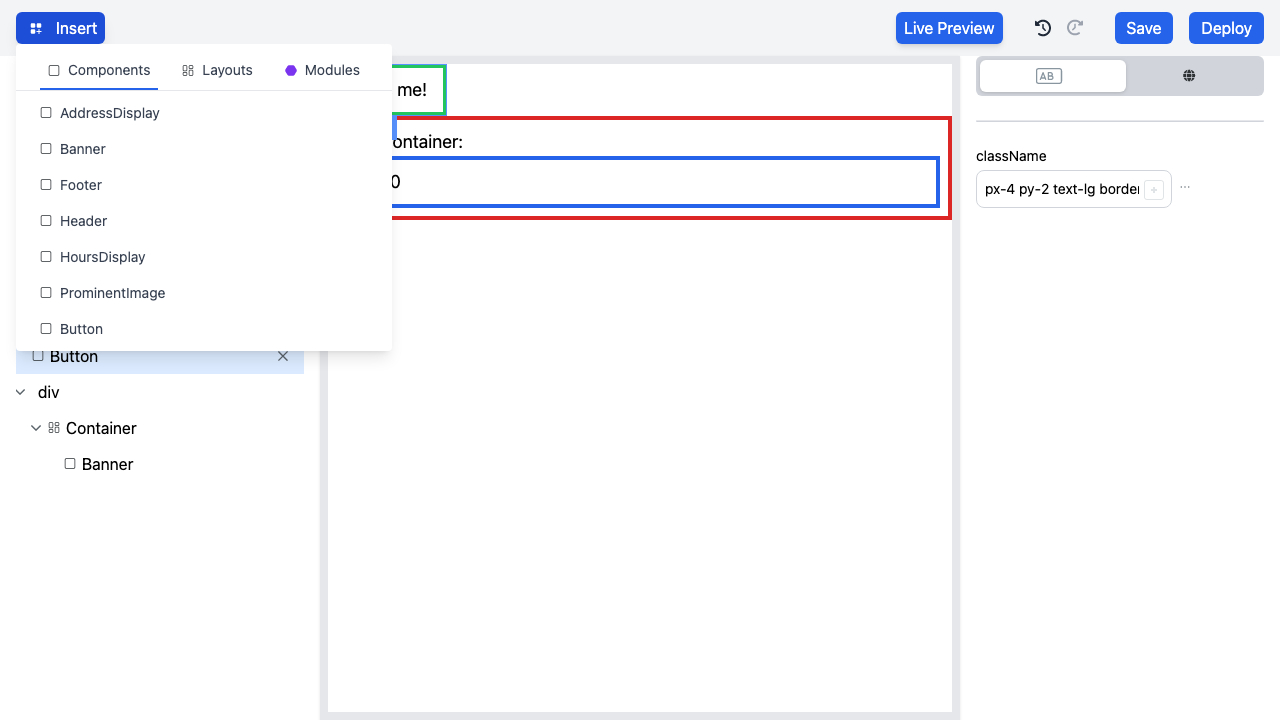 Insert
Live Preview
Save
Deploy
Components
Layouts
Modules
AddressDisplay
Banner
Footer
Header
HoursDisplay
ProminentImage
Button
Button
div
Container
Banner
me!
ontainer:
0
AB
className
px-4 py-2 text-lg border